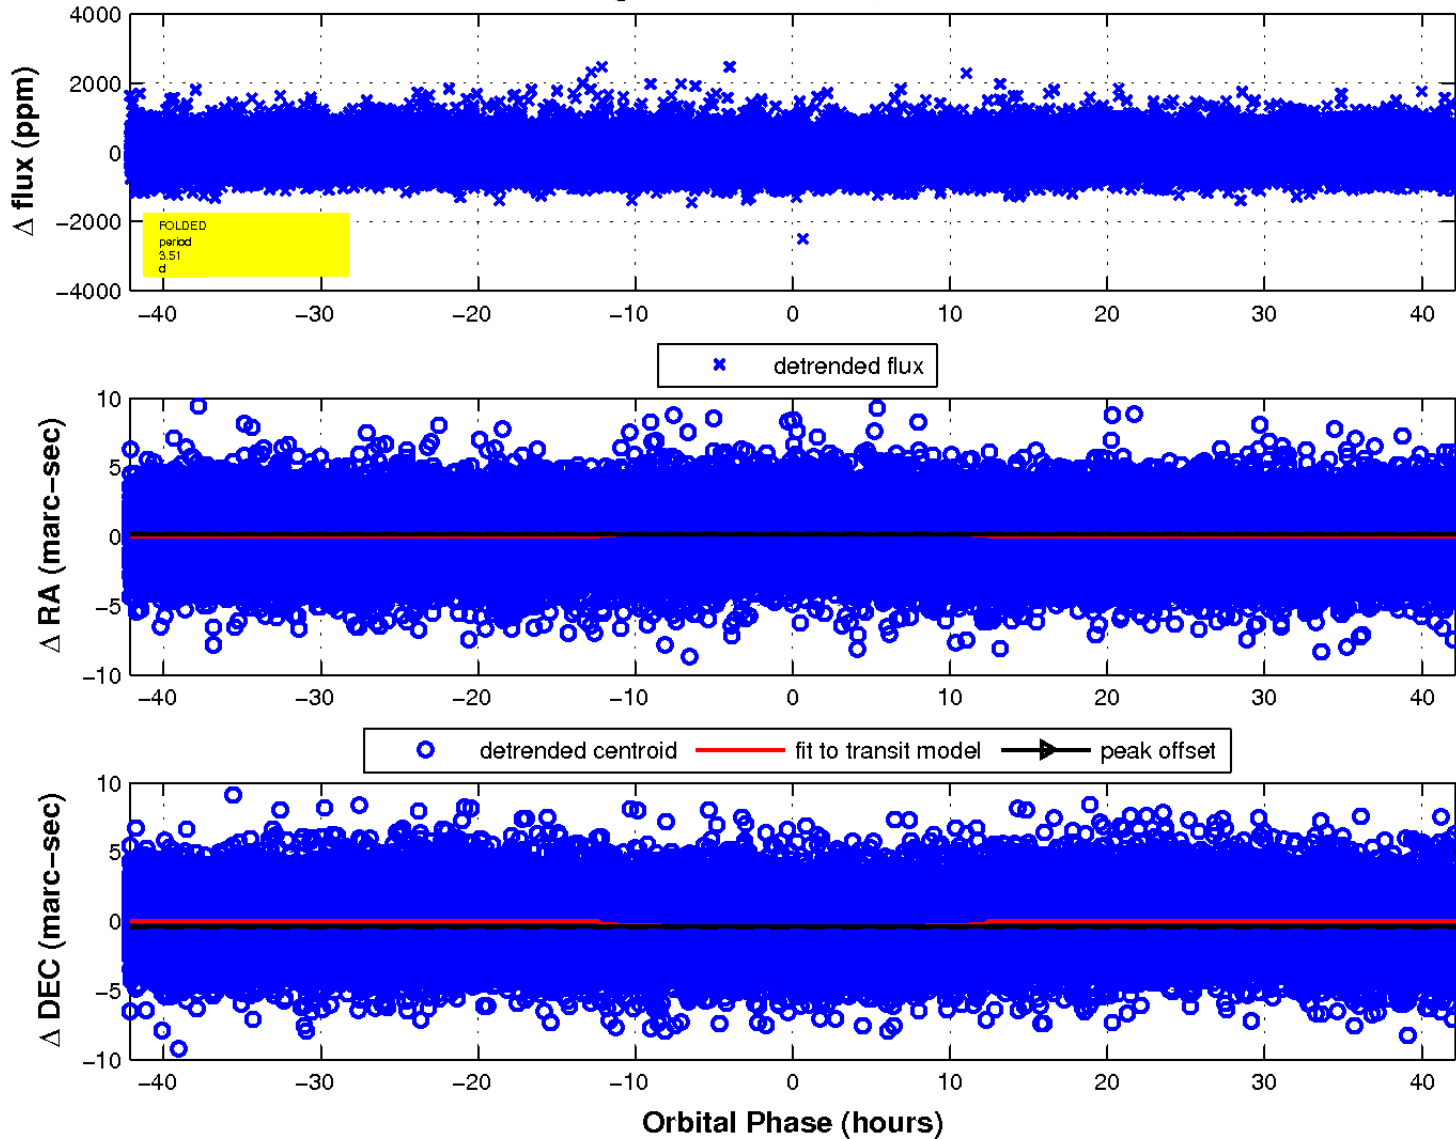 4000
2000
0
−2000
−4000
Δ flux (ppm)
FOLDED
period
3.51
d
−40 −30 −20 −10 0 10 20 30 40
detrended flux
10
5
0
−5
−10
Δ RA (marc−sec)
−40 −30 −20 −10 0 10 20 30 40
detrended centroid fit to transit model peak offset
10
5
0
−5
−10
Δ DEC (marc−sec)
−40 −30 −20 −10 0 10 20 30 40
Orbital Phase (hours)